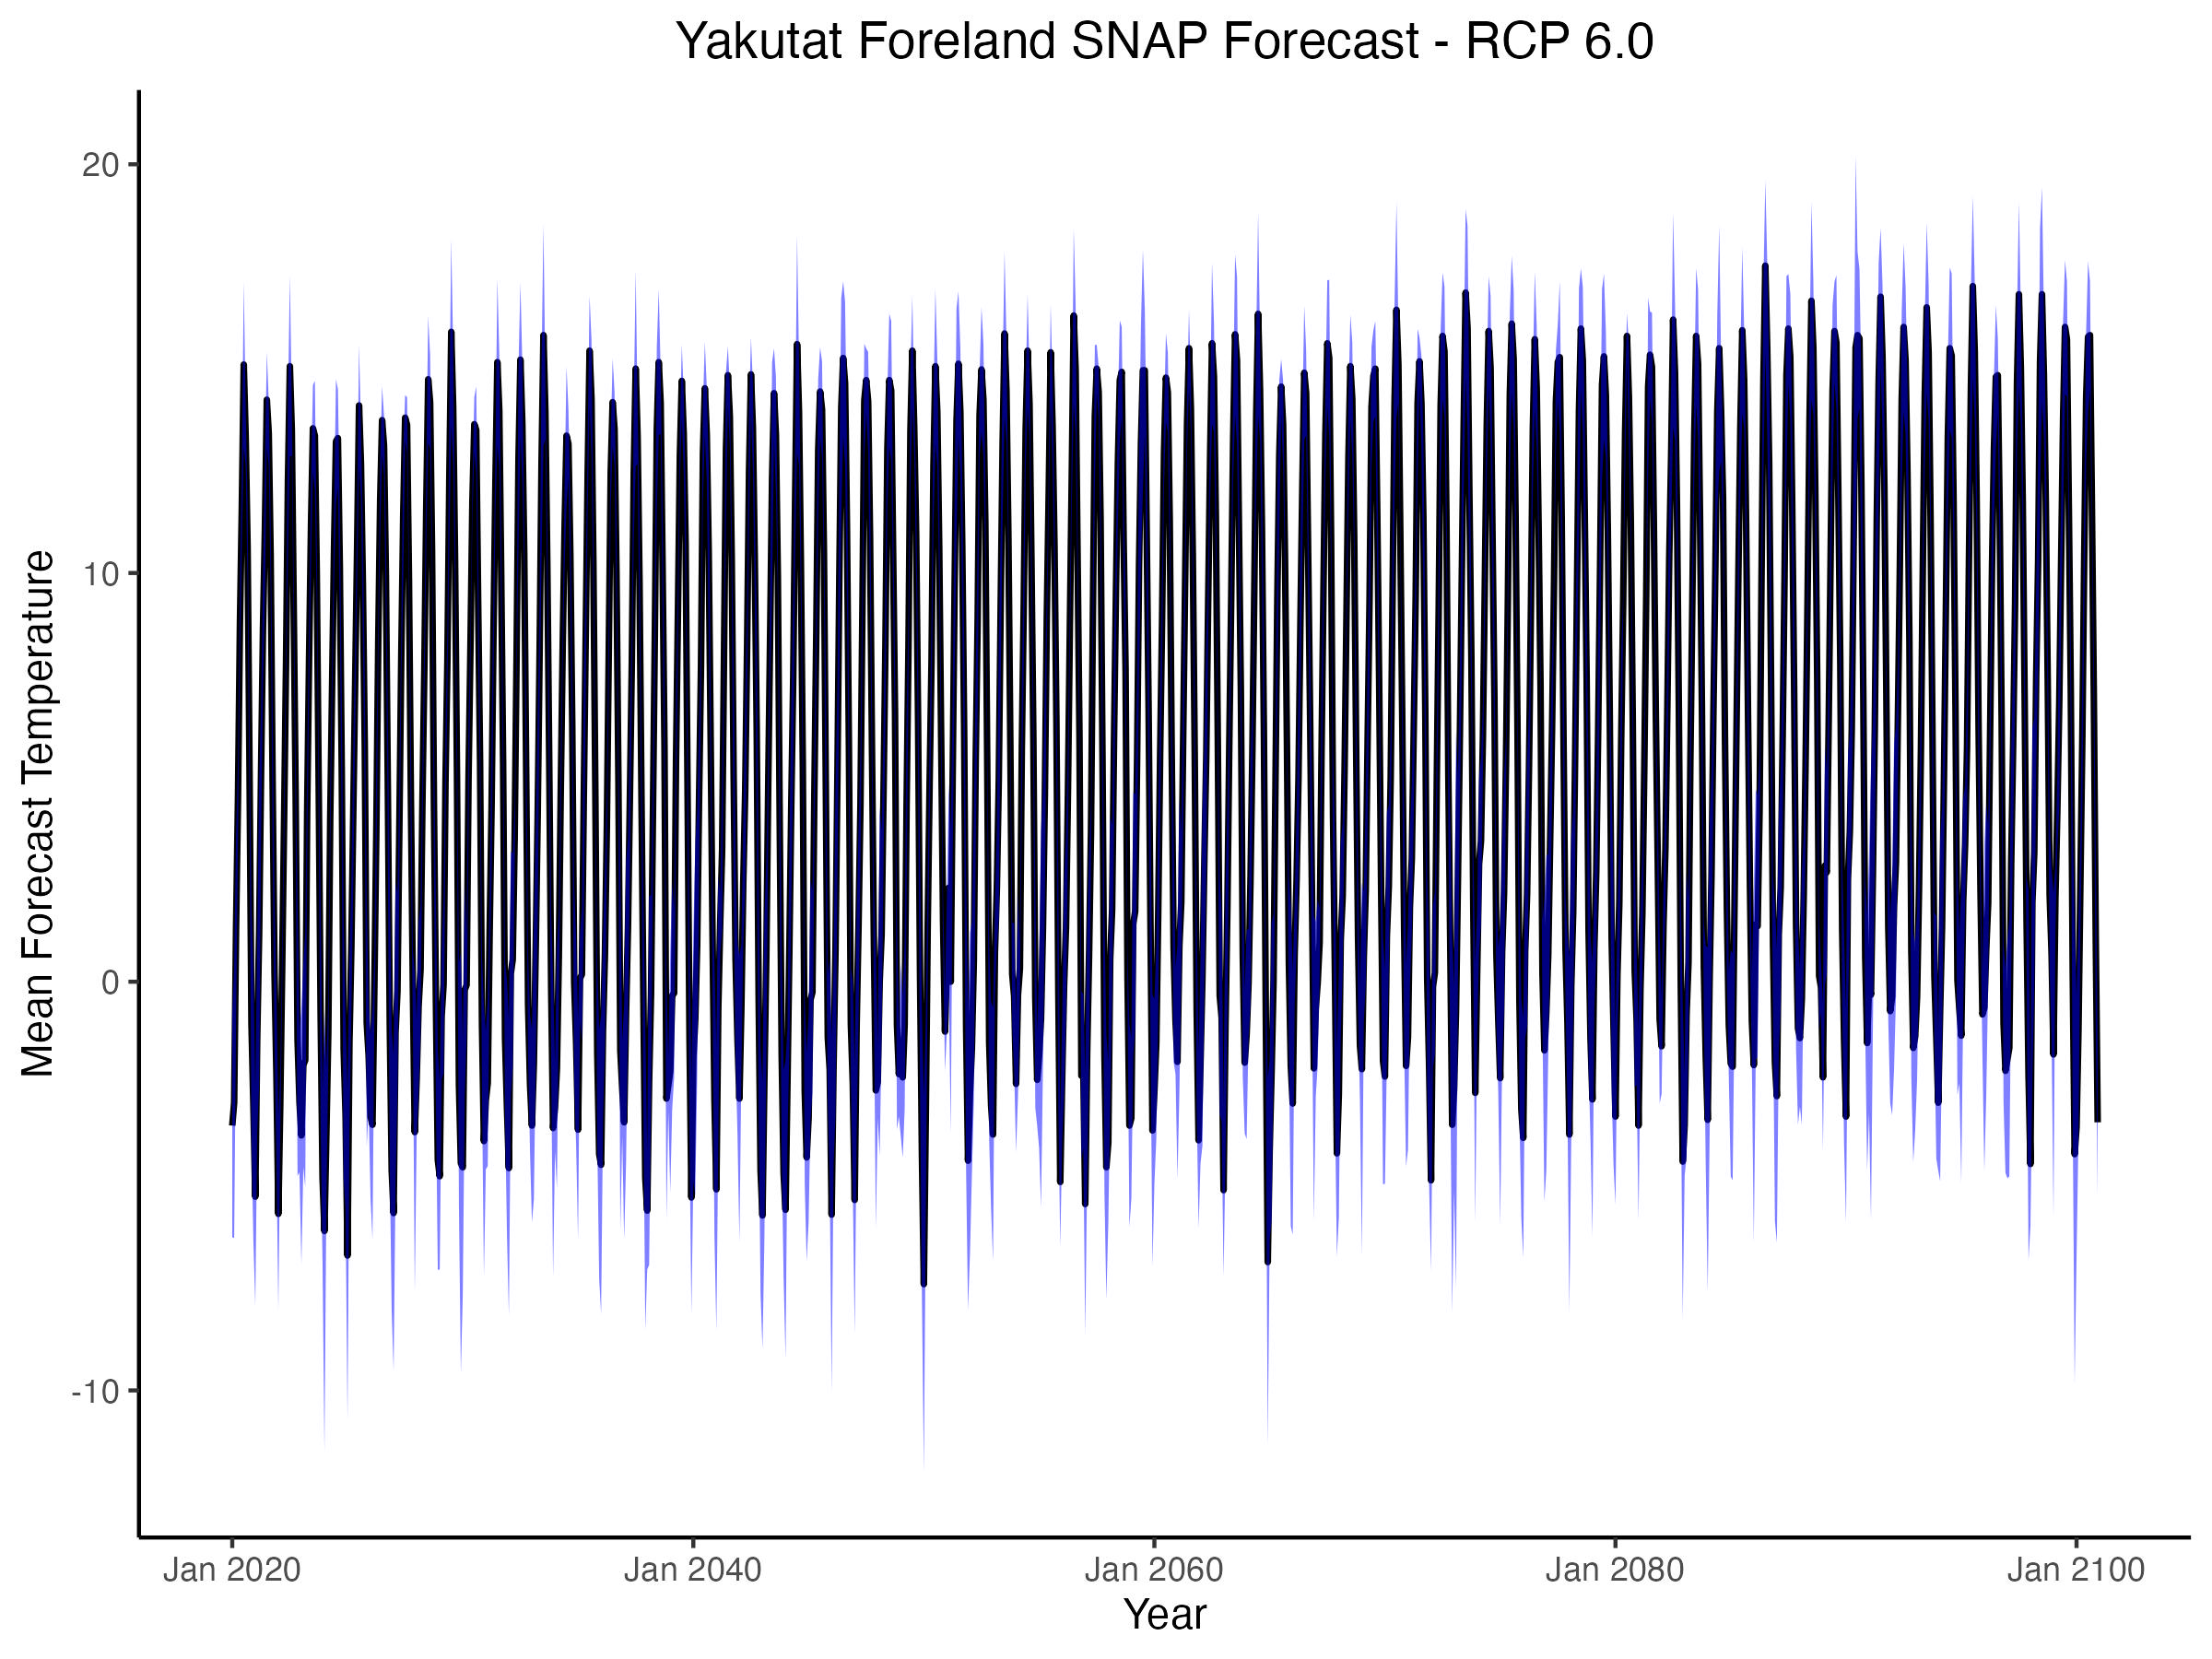 Yakutat Foreland SNAP Forecast - RCP 6.0
Mean Forecast Temperature
20
10
0
-10
Jan 2020
Jan 2040
Jan 2060
Jan 2080
Jan 2100
Year